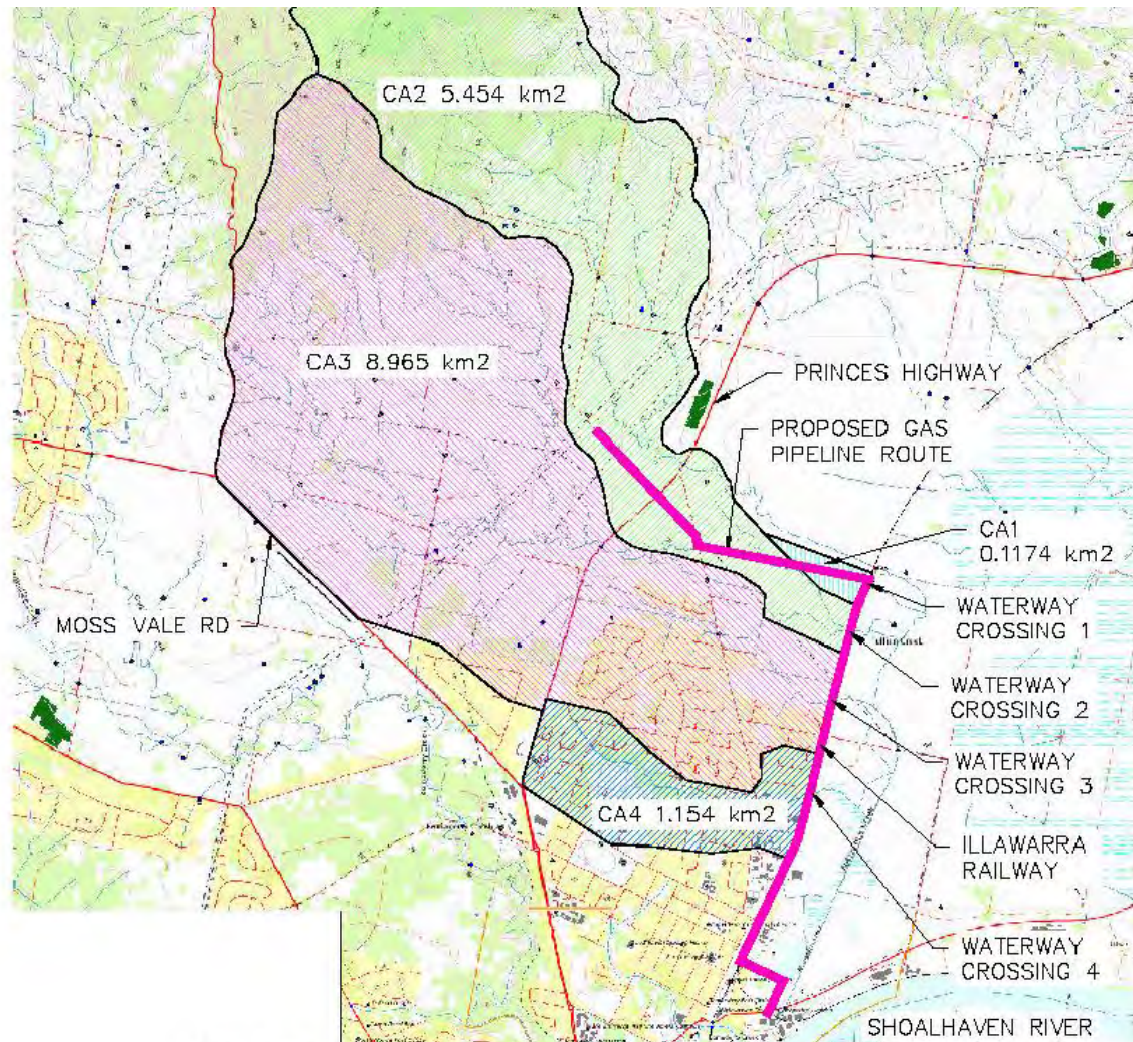 CA2 5.454 km2
CA3 8.965 km2
PRINCES HIGHWAY
PROPOSED GAS
PIPELINE ROUTE
CA1
0.1174 km2
WATERWAY
CROSSING 1
MOSS VALE RD
WATERWAY
CROSSING 2
WATERWAY
CROSSING 3
CA4 1.154 km2
ILLAWARRA
RAILWAY
WATERWAY
CROSSING 4
SHOALHAVEN RIVER